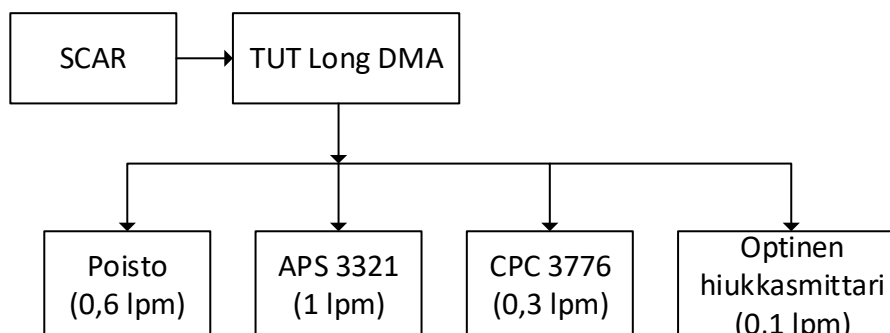 SCAR
TUT Long DMA
Poisto
(0,6 lpm)
APS 3321
(1 lpm)
CPC 3776
(0,3 lpm)
Optinen
hiukkasmittari
(0,1 lpm)